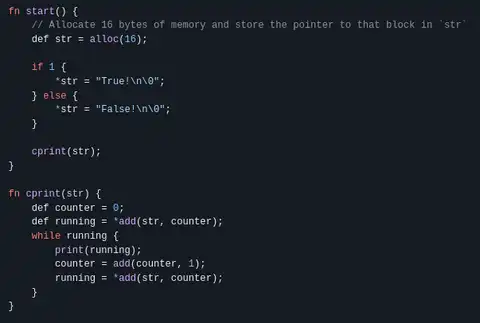 fn start() {
    // Allocate 16 bytes of memory and store the pointer to that block in `str`
    def str = alloc(16);

    if 1 {
        *str = "True!\n\0";
    } else {
        *str = "False!\n\0";
    }

    cprint(str);
}

fn cprint(str) {
    def counter = 0;
    def running = *add(str, counter);
    while running {
        print(running);
        counter = add(counter, 1);
        running = *add(str, counter);
    }
}